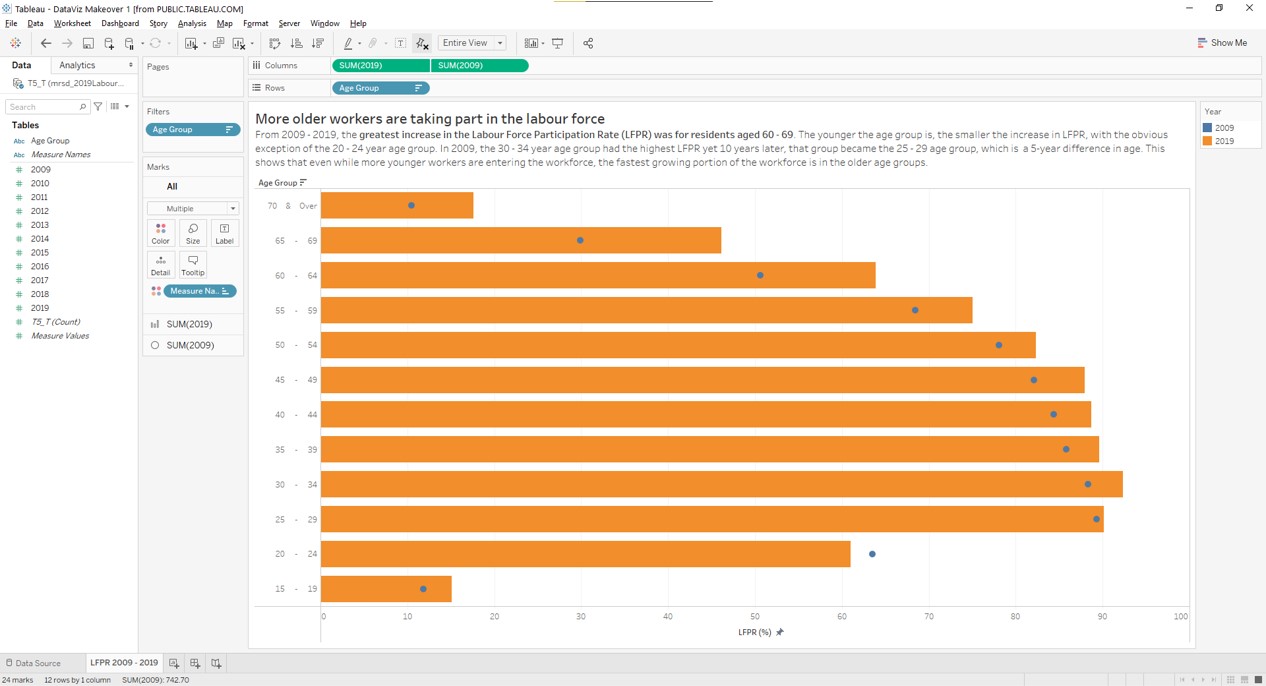 Tableau - DataViz Makeover 1 [from PUBLIC.TABLEAU.COM]
File Data Worksheet Dashboard Story Analysis Map Format Server Window Help
Entire View
Show Me
Data Analytics
T5_T (mrsd_2019Labour...
Search
Tables
Abc Age Group
Abc Measure Names
# 2009
# 2010
# 2011
# 2012
# 2013
# 2014
# 2015
# 2016
# 2017
# 2018
# 2019
# T5_T (Count)
# Measure Values
Pages
Filters
Age Group
Marks
All
Multiple
Color Size Label
Detail Tooltip
Measure Na..
SUM(2019)
SUM(2009)
Columns SUM(2019) SUM(2009)
Rows Age Group
More older workers are taking part in the labour force
From 2009 - 2019, the greatest increase in the Labour Force Participation Rate (LFPR) was for residents aged 60 - 69. The younger the age group is, the smaller the increase in LFPR, with the obvious
exception of the 20 - 24 year age group. In 2009, the 30 - 34 year age group had the highest LFPR yet 10 years later, that group became the 25 - 29 age group, which is a 5-year difference in age. This
shows that even while more younger workers are entering the workforce, the fastest growing portion of the workforce is in the older age groups.
Age Group
70 & Over
65 - 69
60 - 64
55 - 59
50 - 54
45 - 49
40 - 44
35 - 39
30 - 34
25 - 29
20 - 24
15 - 19
0 10 20 30 40 50 60 70 80 90 100
LFPR (%)
Year
2009
2019
Data Source LFPR 2009 - 2019
24 marks 12 rows by 1 column SUM(2009): 742.70